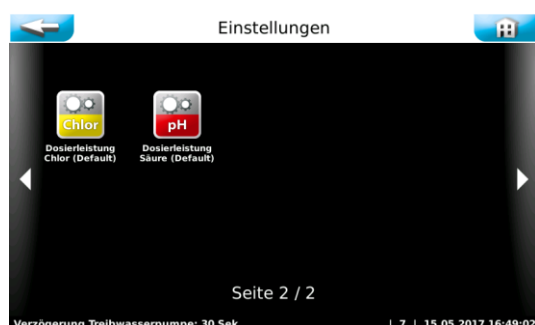 Einstellungen
Chlor
pH
Dosierleistung
Chlor (Default)
Dosierleistung
Säure (Default)
Seite 2 / 2
Verzögerung Treibwasserpumpe: 30 Sek
| 7 | 15.05.2017 16:49:02